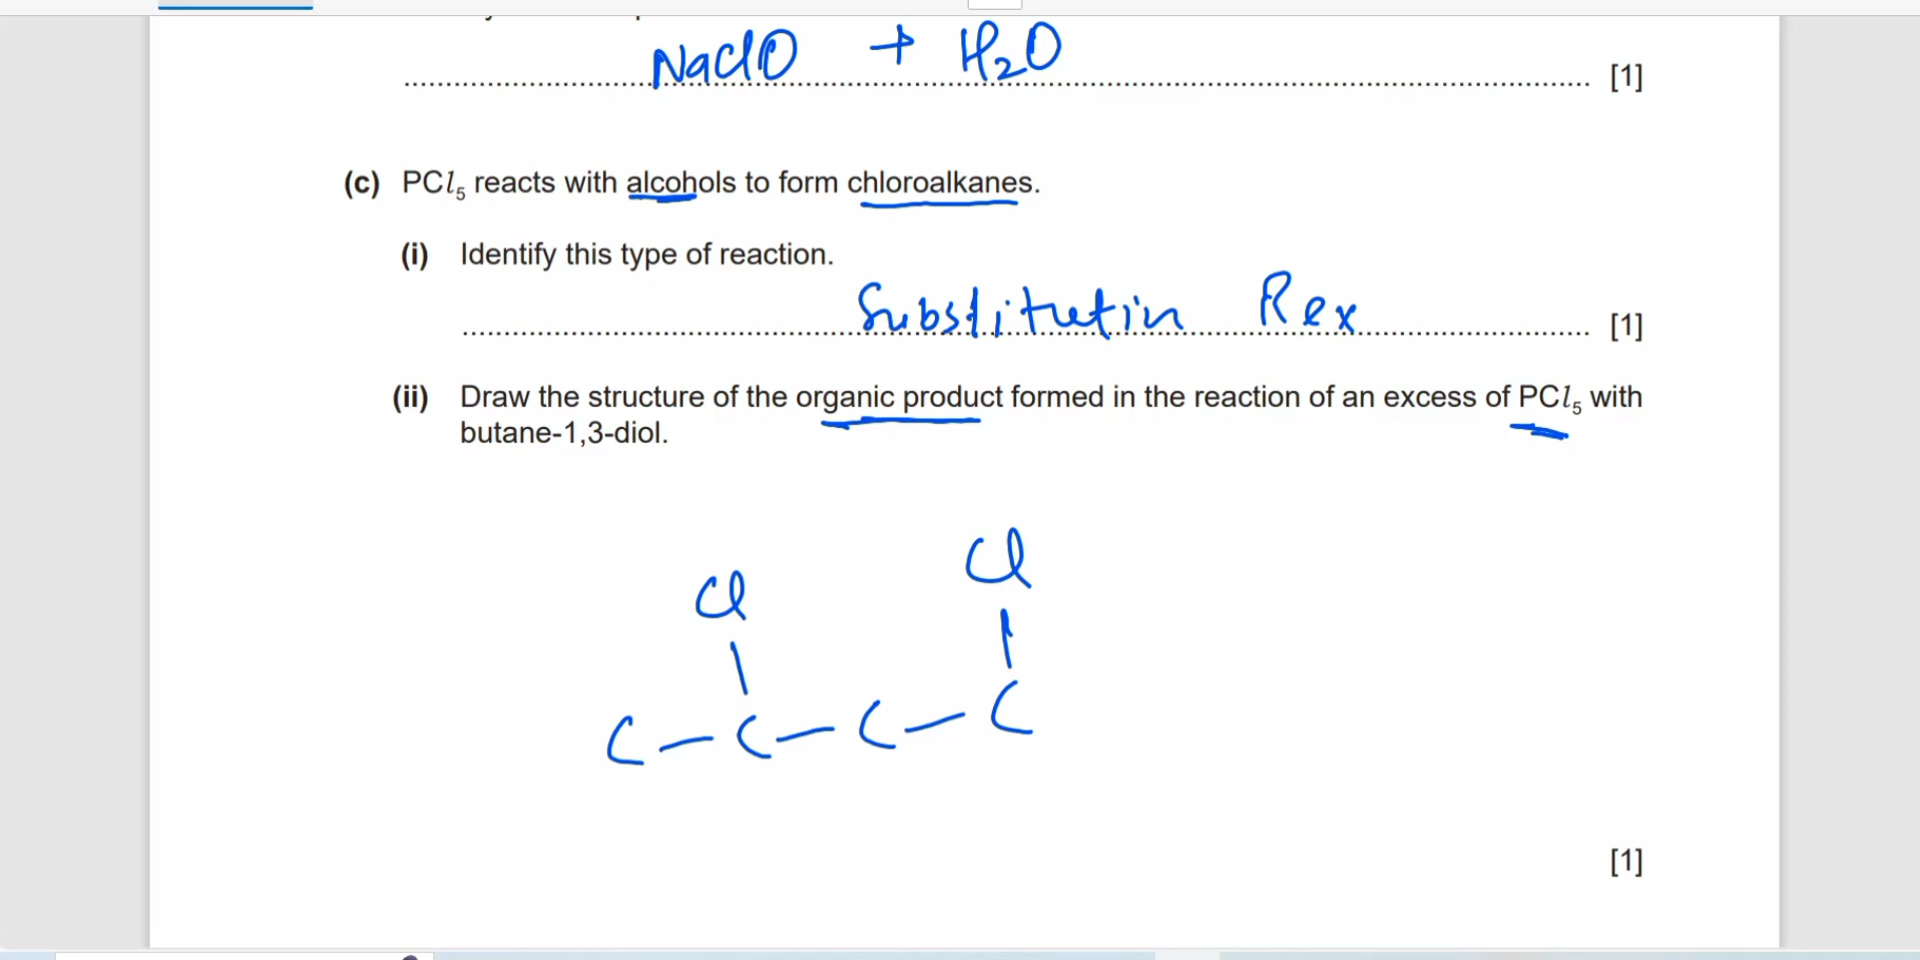 NaClO + H₂O
[1]
(c) PCl₅ reacts with alcohols to form chloroalkanes.
(i) Identify this type of reaction.
Substitutin Rex
[1]
(ii) Draw the structure of the organic product formed in the reaction of an excess of PCl₅ with
butane-1,3-diol.
Cl Cl
C — C — C — C
[1]